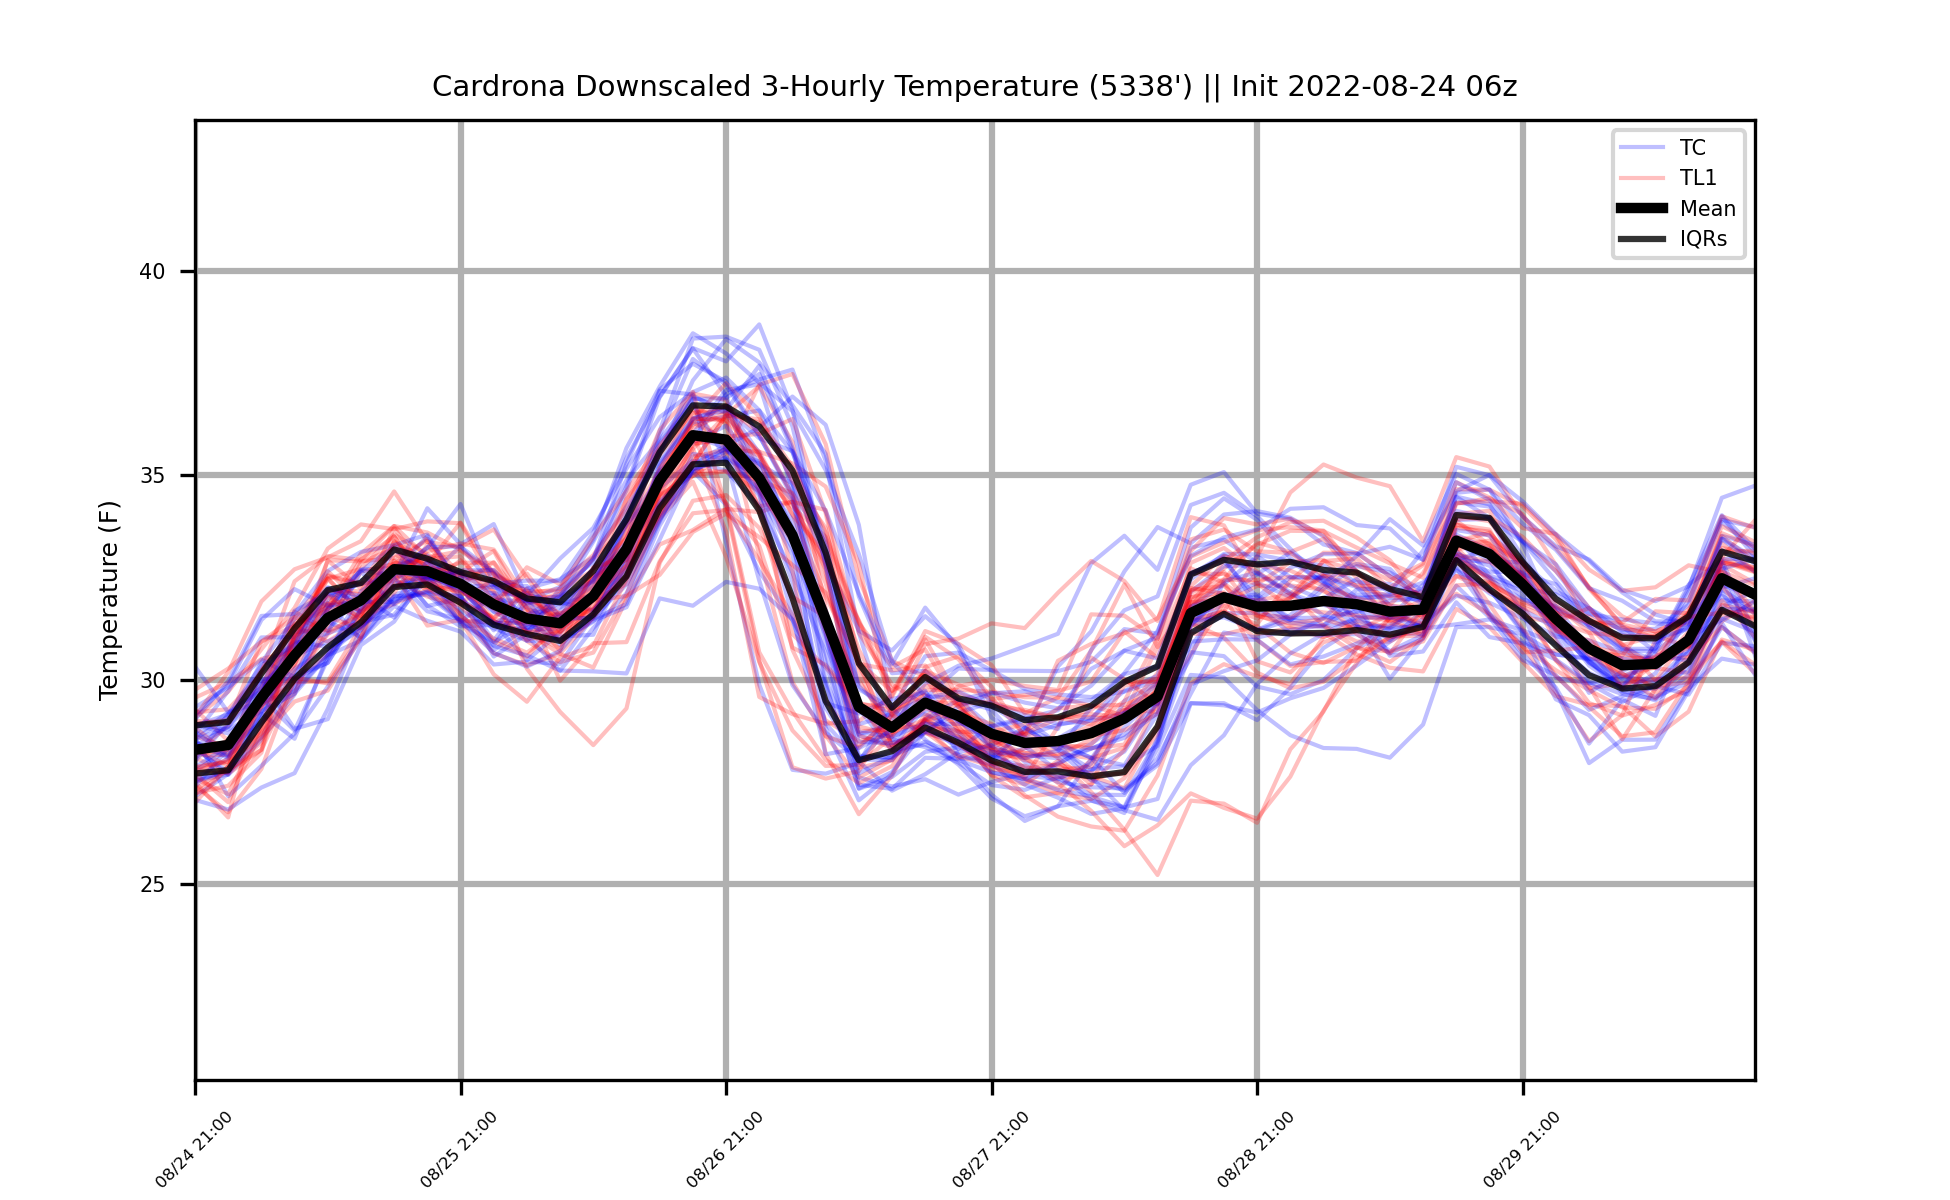 Cardrona Downscaled 3-Hourly Temperature (5338') || Init 2022-08-24 06z
TC
TL1
Mean
IQRs
Temperature (F)
40
35
30
25
08/24 21:00
08/25 21:00
08/26 21:00
08/27 21:00
08/28 21:00
08/29 21:00